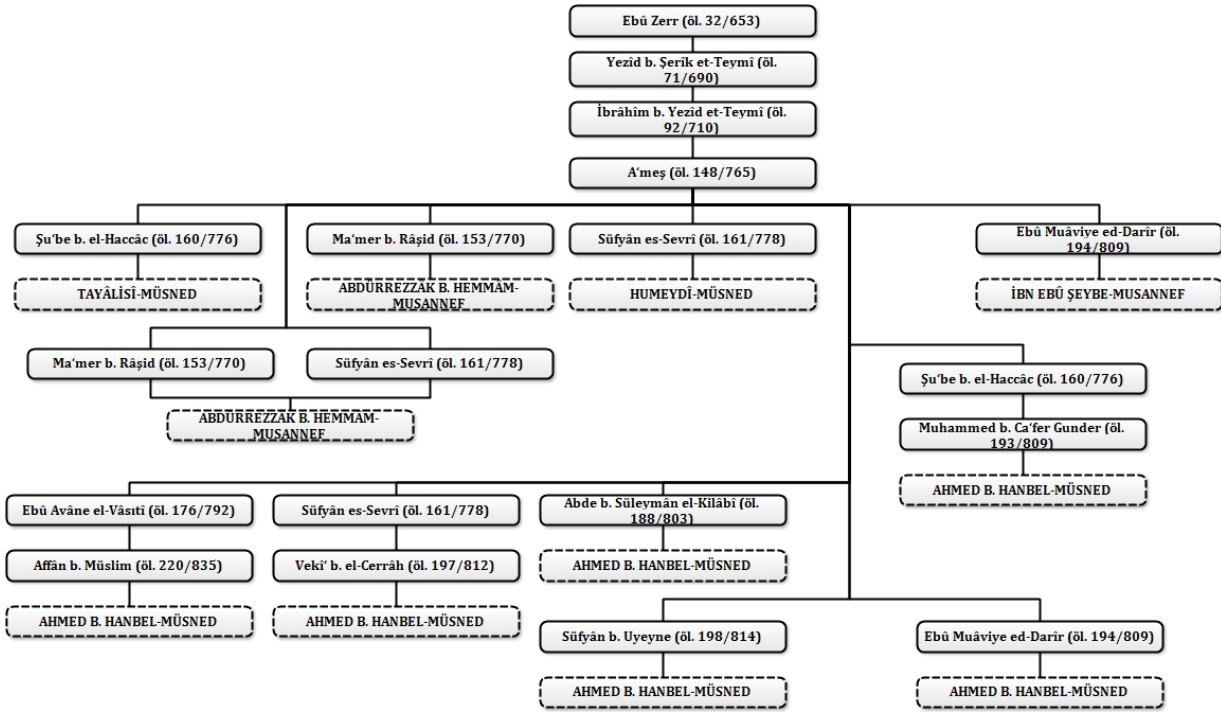 Ebû Zerr (öl. 32/653)
Yezîd b. Şerîk et-Teymî (öl.
71/690)
İbrâhîm b. Yezîd et-Teymî (öl.
92/710)
A‘meş (öl. 148/765)
Şu‘be b. el-Haccâc (öl. 160/776)
Ma‘mer b. Râşid (öl. 153/770)
Süfyân es-Sevrî (öl. 161/778)
Ebû Muâviye ed-Darîr (öl.
194/809)
TAYÂLİSÎ-MÜSNED
ABDÜRREZZAK B. HEMMÂM-
MUSANNEF
HUMEYDÎ-MÜSNED
İBN EBÛ ŞEYBE-MUSANNEF
Ma‘mer b. Râşid (öl. 153/770)
Süfyân es-Sevrî (öl. 161/778)
ABDÜRREZZAK B. HEMMÂM-
MUSANNEF
Şu‘be b. el-Haccâc (öl. 160/776)
Muhammed b. Ca‘fer Gunder (öl.
193/809)
AHMED B. HANBEL-MÜSNED
Ebû Avâne el-Vâsıtî (öl. 176/792)
Süfyân es-Sevrî (öl. 161/778)
Abde b. Süleymân el-Kilâbî (öl.
188/803)
Affân b. Müslim (öl. 220/835)
Vekî‘ b. el-Cerrâh (öl. 197/812)
AHMED B. HANBEL-MÜSNED
AHMED B. HANBEL-MÜSNED
AHMED B. HANBEL-MÜSNED
Süfyân b. Uyeyne (öl. 198/814)
Ebû Muâviye ed-Darîr (öl. 194/809)
AHMED B. HANBEL-MÜSNED
AHMED B. HANBEL-MÜSNED